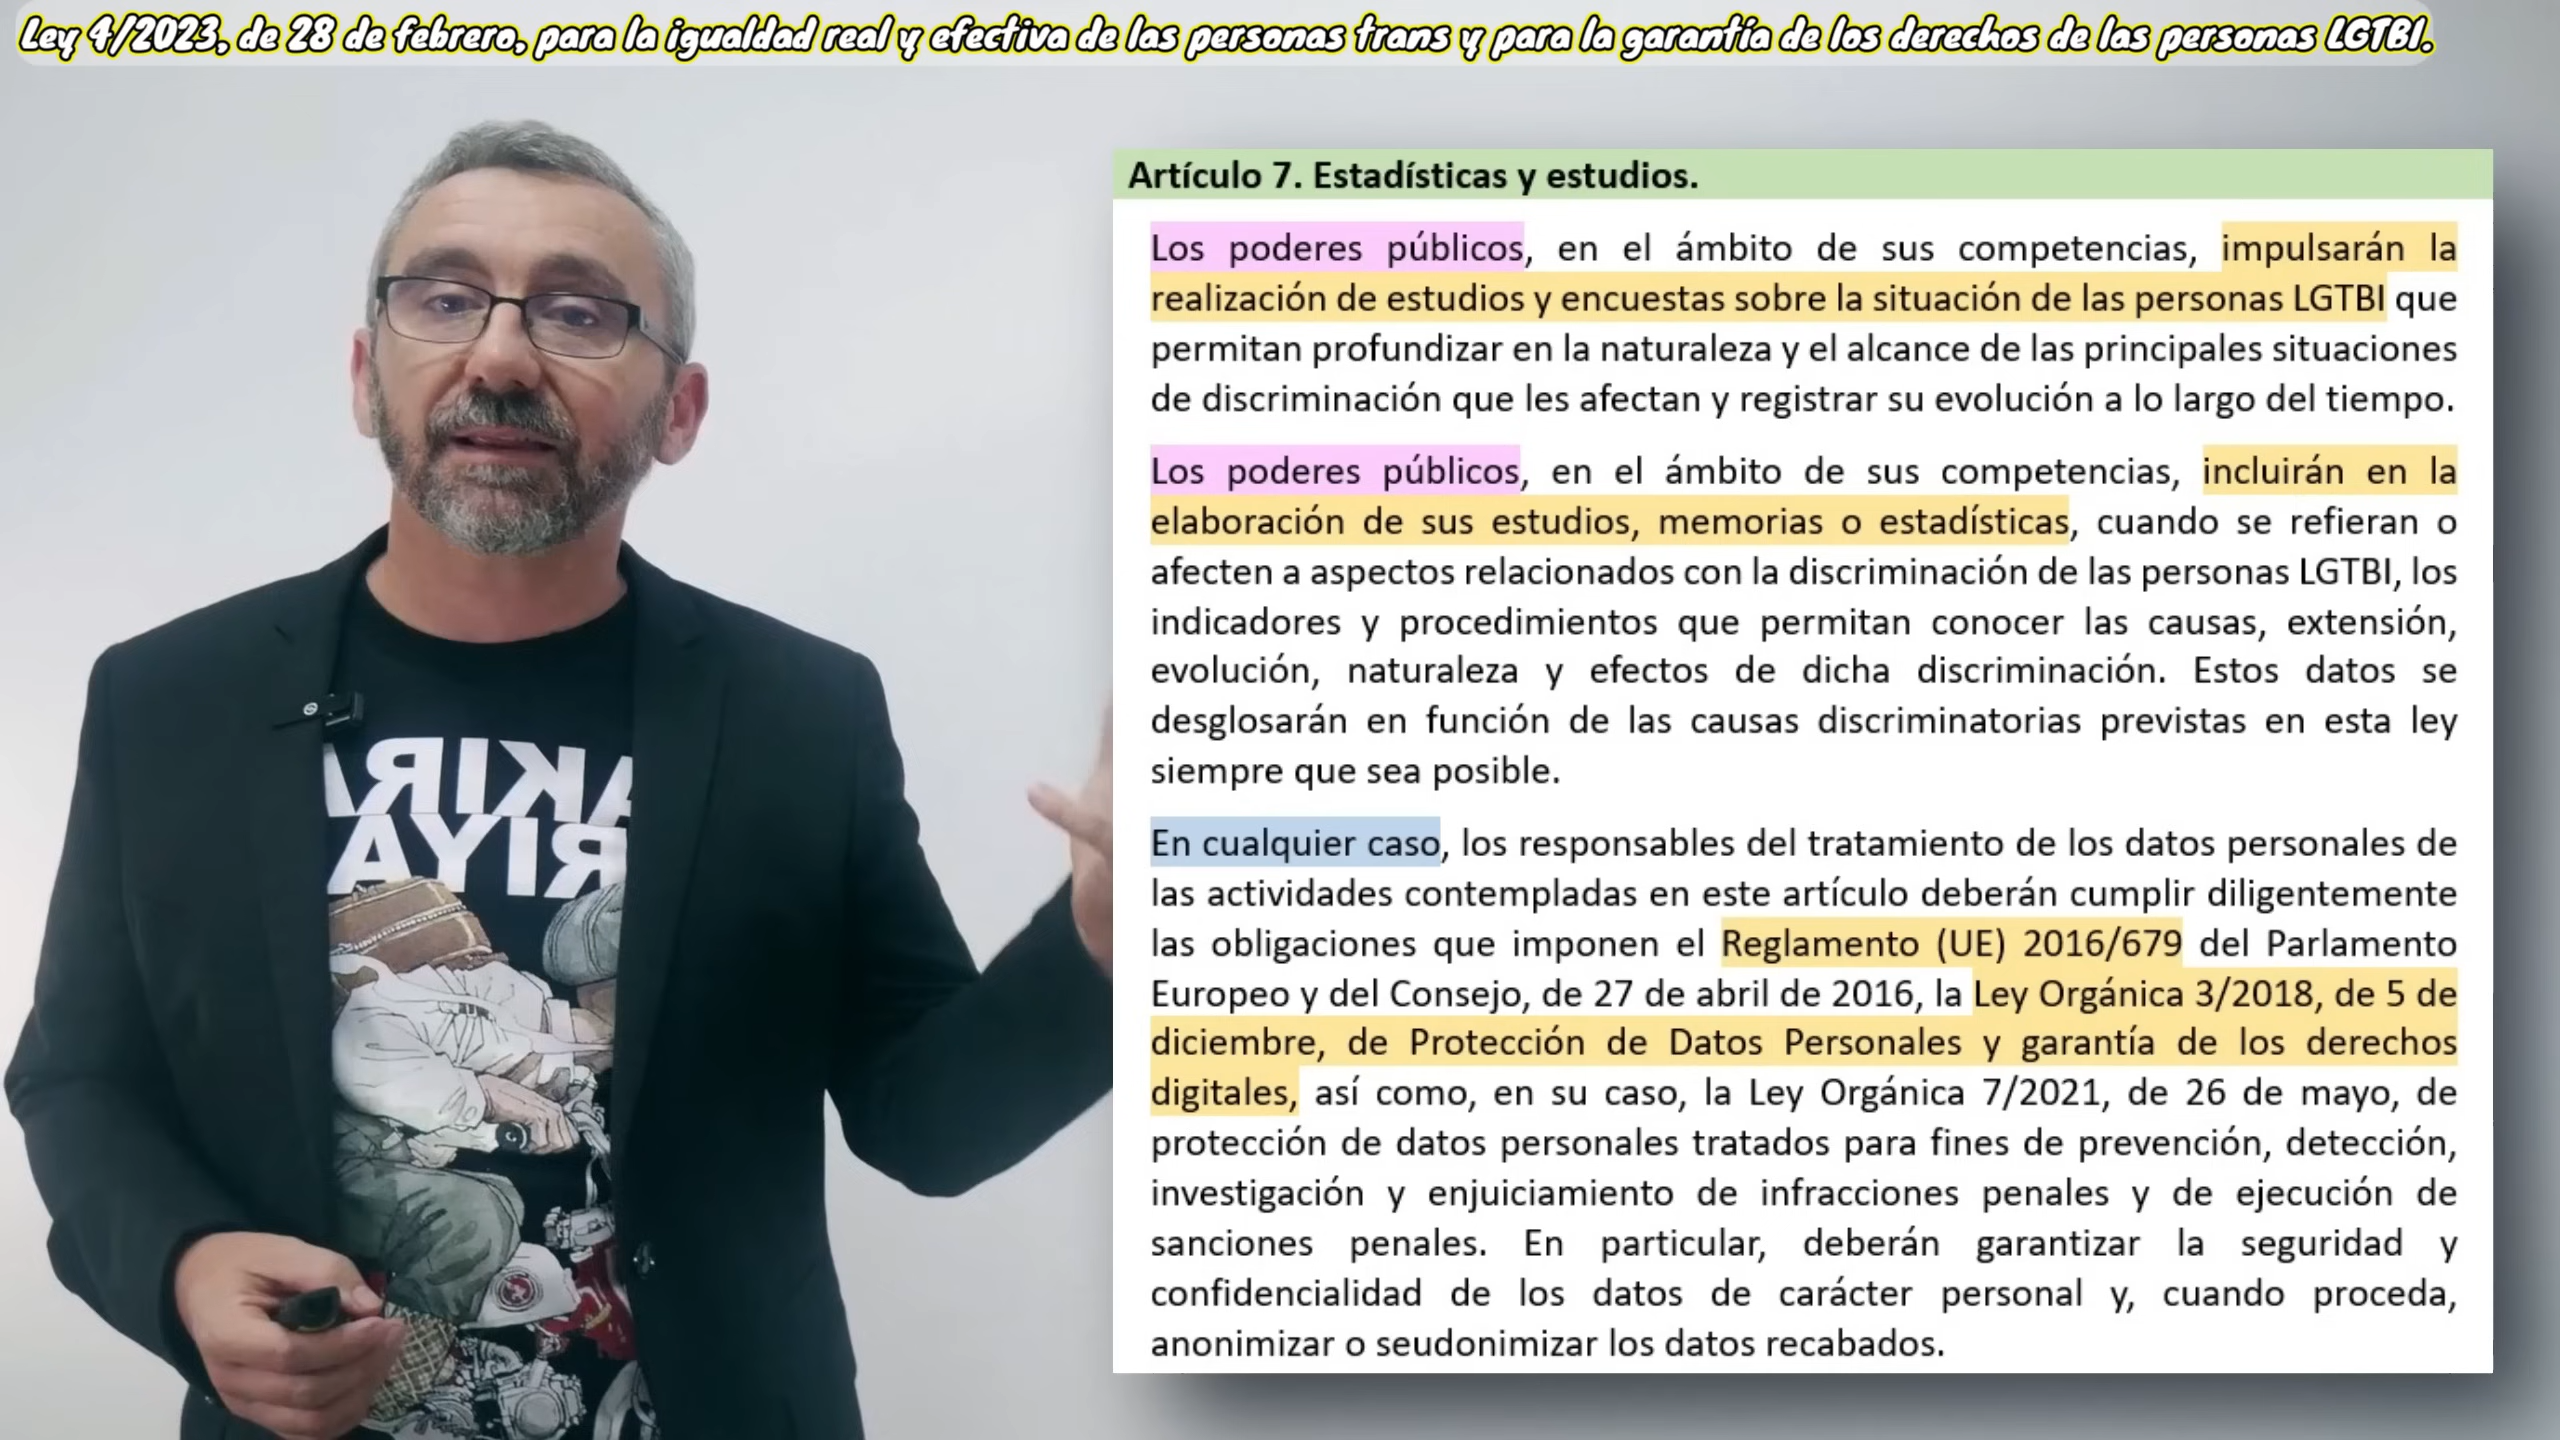 Ley 4/2023, de 28 de febrero, para la igualdad real y efectiva de las personas trans y para la garantía de los derechos de las personas LGTBI.
Artículo 7. Estadísticas y estudios.
Los poderes públicos, en el ámbito de sus competencias, impulsarán la
realización de estudios y encuestas sobre la situación de las personas LGTBI que
permitan profundizar en la naturaleza y el alcance de las principales situaciones
de discriminación que les afectan y registrar su evolución a lo largo del tiempo.
Los poderes públicos, en el ámbito de sus competencias, incluirán en la
elaboración de sus estudios, memorias o estadísticas, cuando se refieran o
afecten a aspectos relacionados con la discriminación de las personas LGTBI, los
indicadores y procedimientos que permitan conocer las causas, extensión,
evolución, naturaleza y efectos de dicha discriminación. Estos datos se
desglosarán en función de las causas discriminatorias previstas en esta ley
siempre que sea posible.
En cualquier caso, los responsables del tratamiento de los datos personales de
las actividades contempladas en este artículo deberán cumplir diligentemente
las obligaciones que imponen el Reglamento (UE) 2016/679 del Parlamento
Europeo y del Consejo, de 27 de abril de 2016, la Ley Orgánica 3/2018, de 5 de
diciembre, de Protección de Datos Personales y garantía de los derechos
digitales, así como, en su caso, la Ley Orgánica 7/2021, de 26 de mayo, de
protección de datos personales tratados para fines de prevención, detección,
investigación y enjuiciamiento de infracciones penales y de ejecución de
sanciones penales. En particular, deberán garantizar la seguridad y
confidencialidad de los datos de carácter personal y, cuando proceda,
anonimizar o seudonimizar los datos recabados.
AKIRA